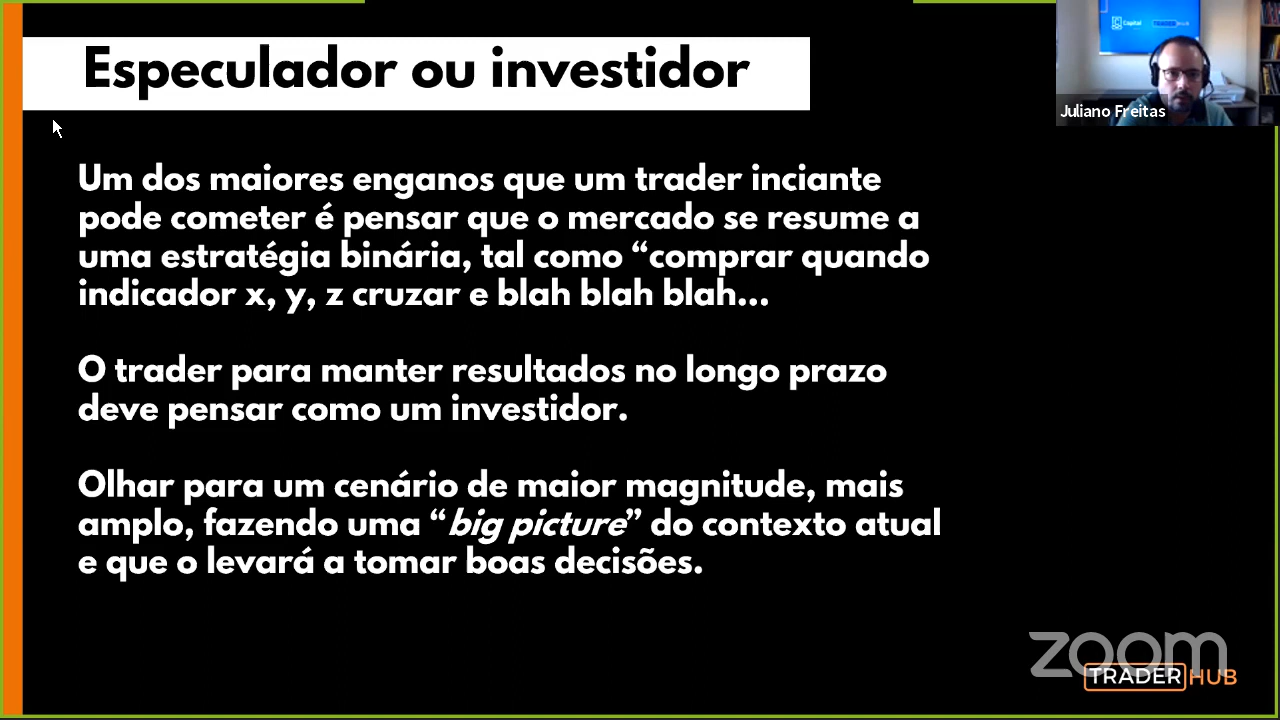 Especulador ou investidor
Capital
Juliano Freitas
Um dos maiores enganos que um trader inciante
pode cometer é pensar que o mercado se resume a
uma estratégia binária, tal como “comprar quando
indicador x, y, z cruzar e blah blah blah...
O trader para manter resultados no longo prazo
deve pensar como um investidor.
Olhar para um cenário de maior magnitude, mais
amplo, fazendo uma “big picture” do contexto atual
e que o levará a tomar boas decisões.
zoom
TRADER HUB